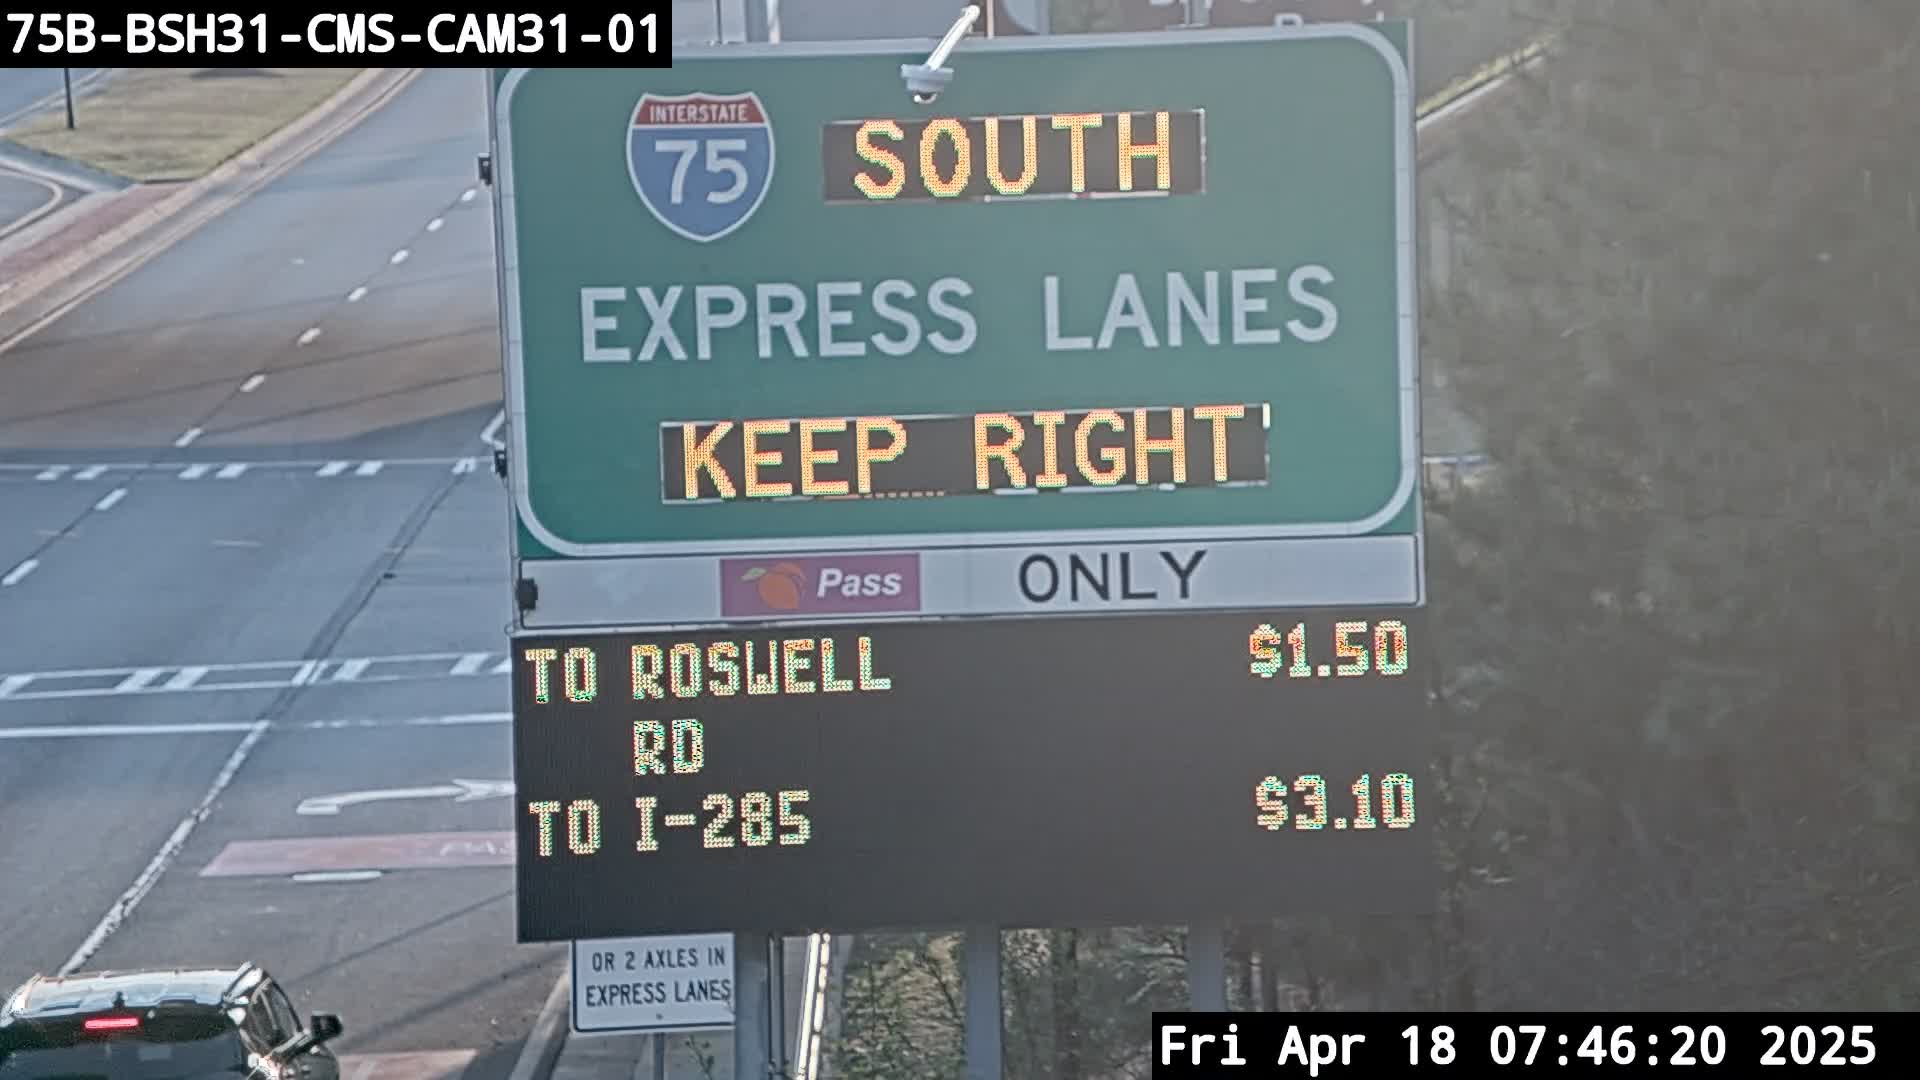 75B-BSH31-CMS-CAM31-01
INTERSTATE
75
SOUTH
EXPRESS LANES
KEEP RIGHT
Pass ONLY
TO ROSWELL $1.50
RD
TO I-285 $3.10
OR 2 AXLES IN
EXPRESS LANES
Fri Apr 18 07:46:20 2025